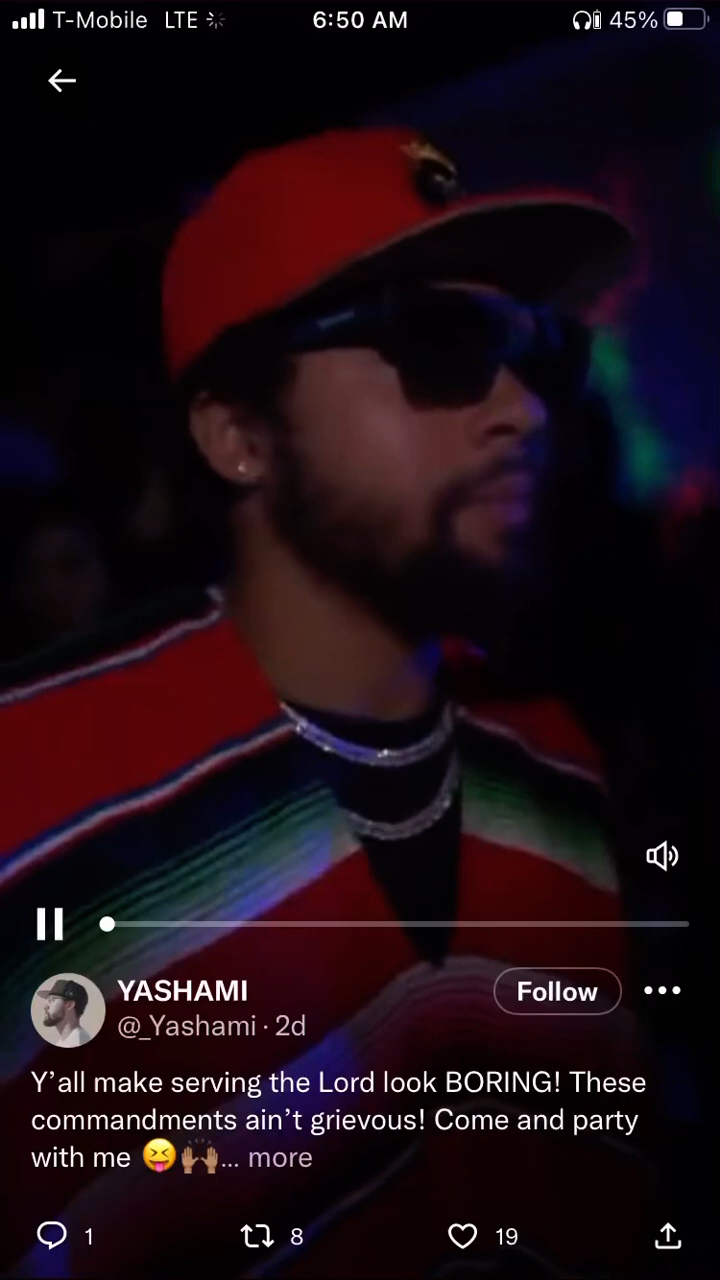 T-Mobile LTE 6:50 AM 45%
YASHAMI
Follow
@_Yashami · 2d
Y’all make serving the Lord look BORING! These
commandments ain’t grievous! Come and party
with me 😝🙌🏽... more
1 8 19